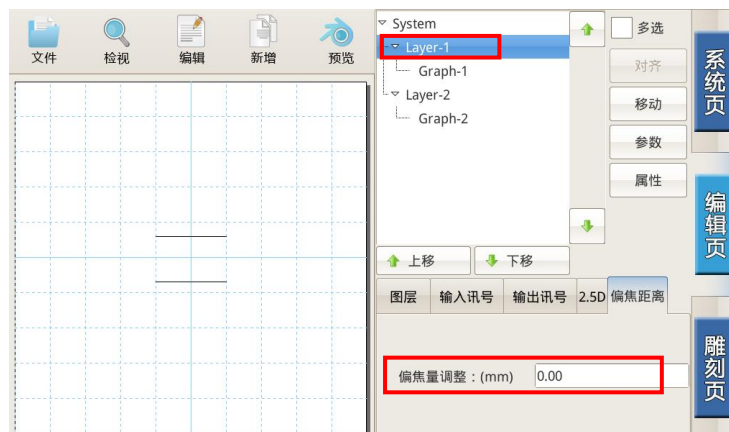 文件 检视 编辑 新增 预览
System
Layer-1
Graph-1
Layer-2
Graph-2
多选
对齐
移动
参数
属性
上移 下移
图层 输入讯号 输出讯号 2.5D 偏焦距离
偏焦量调整：(mm) 0.00
系统页
编辑页
雕刻页